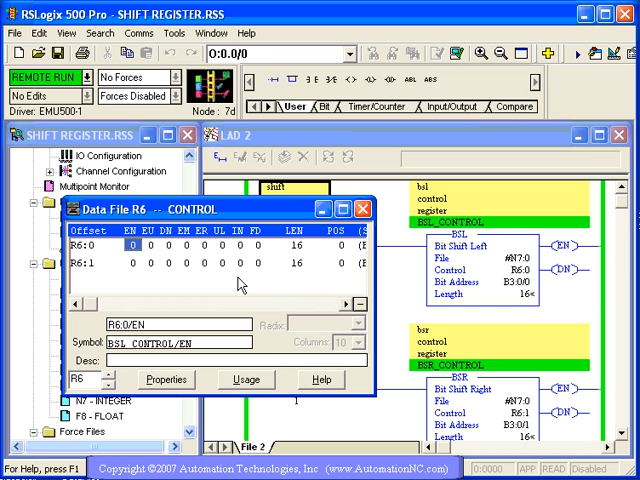 RSLogix 500 Pro - SHIFT REGISTER.RSS
File Edit View Search Comms Tools Window Help
O:0.0/0
REMOTE RUN
No Forces
No Edits
Forces Disabled
Driver: EMU500-1
Node : 7d
ABL ABS
User Bit Timer/Counter Input/Output Compare
SHIFT REGISTER.RSS
IO Configuration
Channel Configuration
Multipoint Monitor
N7 - INTEGER
F8 - FLOAT
Force Files
LAD 2
shift
bsl
control
register
BSL_CONTROL
BSL
Bit Shift Left
File #N7:0
Control R6:0
Bit Address B3:0/0
Length 16<
EN
DN
bsr
control
register
BSR_CONTROL
BSR
Bit Shift Right
File #N7:0
Control R6:1
Bit Address B3:0/1
Length 16<
EN
DN
1
File 2
Data File R6 -- CONTROL
Offset EN EU DN EM ER UL IN FD LEN POS (S
R6:0 0 0 0 0 0 0 0 0 16 0 (B
R6:1 0 0 0 0 0 0 0 0 16 0 (B
R6:0/EN
Radix:
Symbol: BSL_CONTROL/EN
Columns: 10
Desc:
R6
Properties Usage Help
For Help, press F1
Copyright ©2007 Automation Technologies, Inc (www.AutomationNC.com)
0:0000 APP READ Disabled